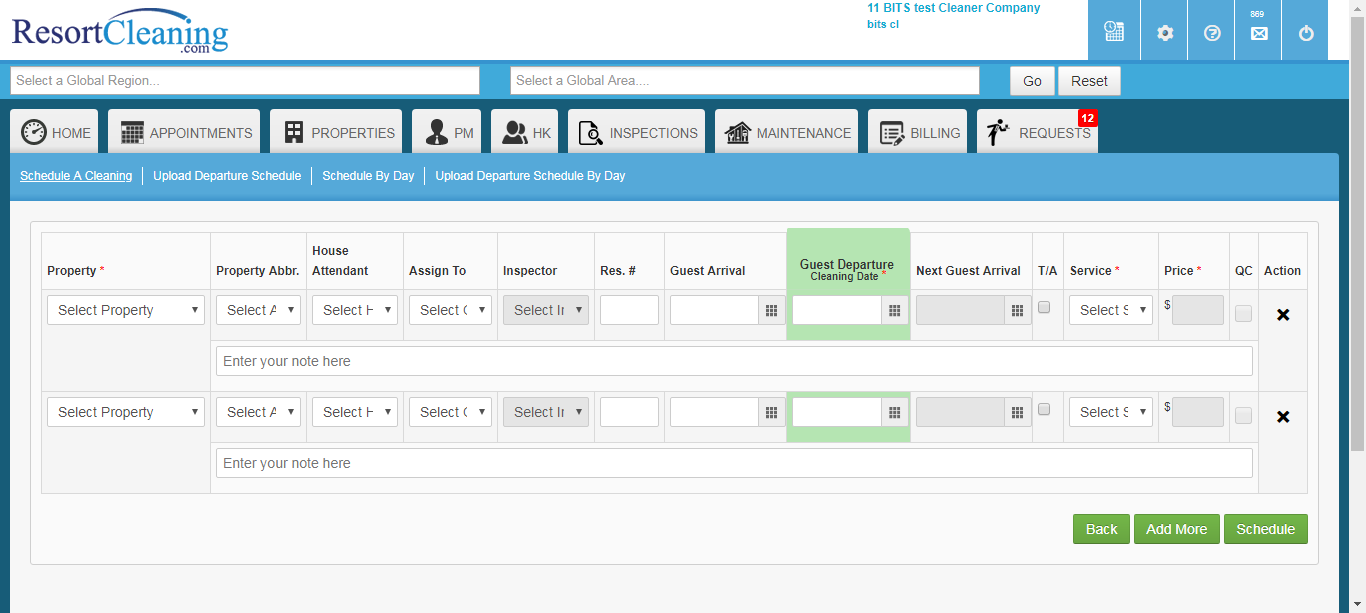 ResortCleaning
.com
11 BITS test Cleaner Company
bits cl
869
Select a Global Region...
Select a Global Area....
Go
Reset
HOME
APPOINTMENTS
PROPERTIES
PM
HK
INSPECTIONS
MAINTENANCE
BILLING
REQUESTS
12
Schedule A Cleaning
Upload Departure Schedule
Schedule By Day
Upload Departure Schedule By Day
Property *
Property Abbr.
House
Attendant
Assign To
Inspector
Res. #
Guest Arrival
Guest Departure
Cleaning Date *
Next Guest Arrival
T/A
Service *
Price *
QC
Action
Select Property
Select A
Select H
Select
Select
Select S
$
Enter your note here
Select Property
Select A
Select H
Select
Select
Select S
$
Enter your note here
Back
Add More
Schedule